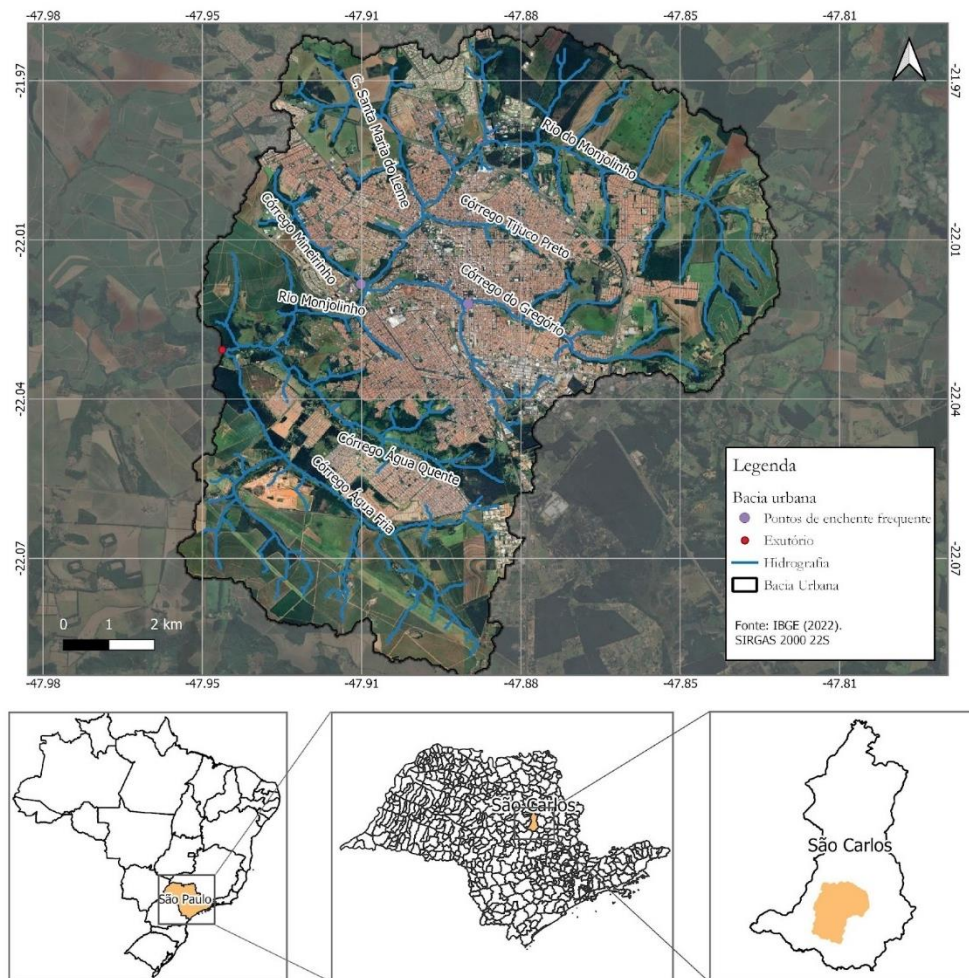 -47.98
-47.95
-47.91
-47.88
-47.85
-47.81
-21.97
-21.97
C. Santa Maria do Leme
Rio do Monjolinho
Córrego Tijuco Preto
-22.01
-22.01
Córrego Mineirinho
Córrego do Gregório
Rio Monjolinho
-22.04
-22.04
Córrego Água Quente
Córrego Água Fria
-22.07
-22.07
Legenda
Bacia urbana
Pontos de enchente frequente
Exutório
Hidrografia
Bacia Urbana
Fonte: IBGE (2022).
SIRGAS 2000 22S
0 1 2 km
-47.98
-47.95
-47.91
-47.88
-47.85
-47.81
São Paulo
São Carlos
São Carlos